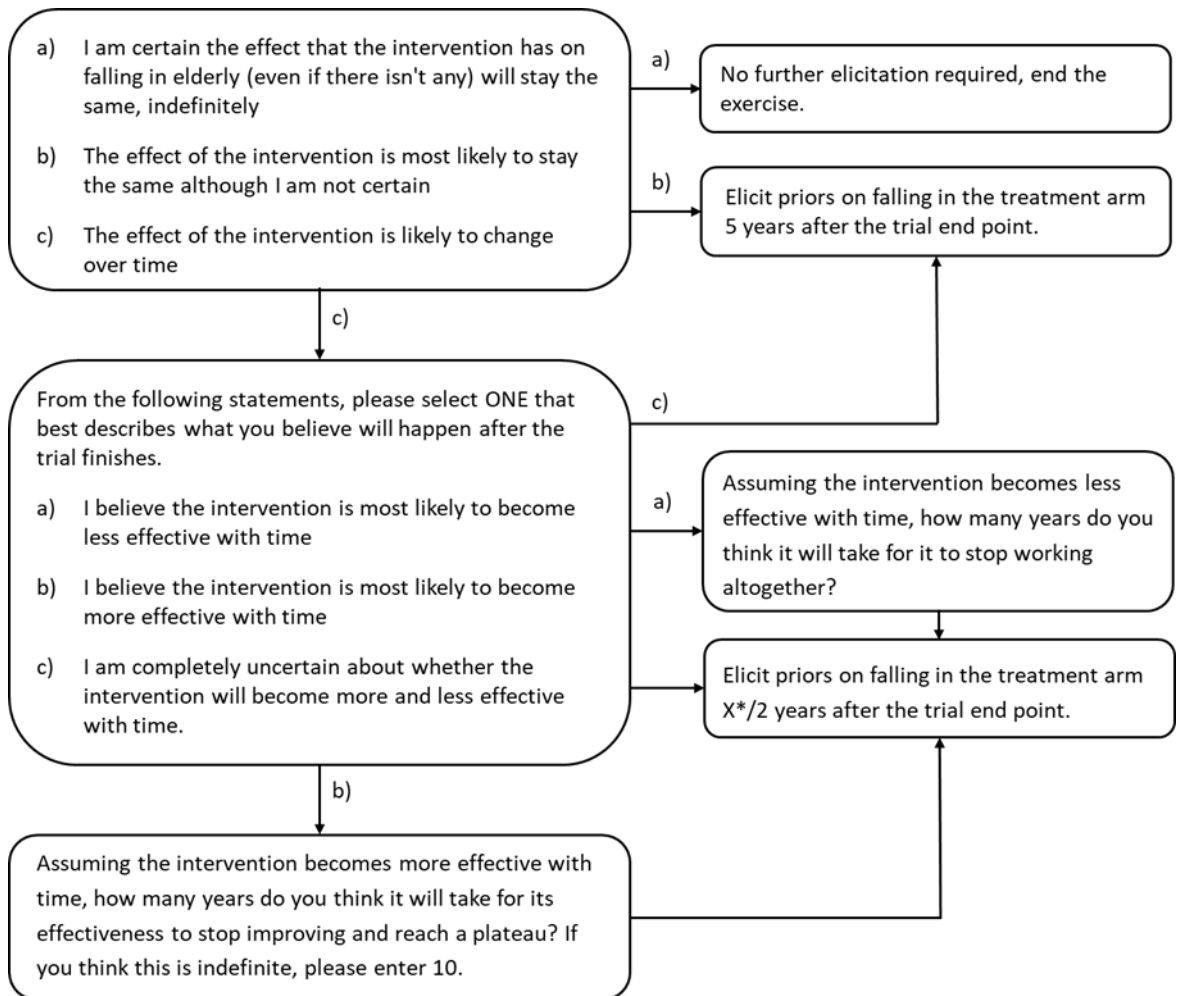 a) I am certain the effect that the intervention has on
falling in elderly (even if there isn't any) will stay the
same, indefinitely
b) The effect of the intervention is most likely to stay
the same although I am not certain
c) The effect of the intervention is likely to change
over time
a)
No further elicitation required, end the
exercise.
b)
Elicit priors on falling in the treatment arm
5 years after the trial end point.
c)
From the following statements, please select ONE that
best describes what you believe will happen after the
trial finishes.
a) I believe the intervention is most likely to become
less effective with time
b) I believe the intervention is most likely to become
more effective with time
c) I am completely uncertain about whether the
intervention will become more and less effective
with time.
c)
a)
Assuming the intervention becomes less
effective with time, how many years do you
think it will take for it to stop working
altogether?
Elicit priors on falling in the treatment arm
X*/2 years after the trial end point.
b)
Assuming the intervention becomes more effective with
time, how many years do you think it will take for its
effectiveness to stop improving and reach a plateau? If
you think this is indefinite, please enter 10.